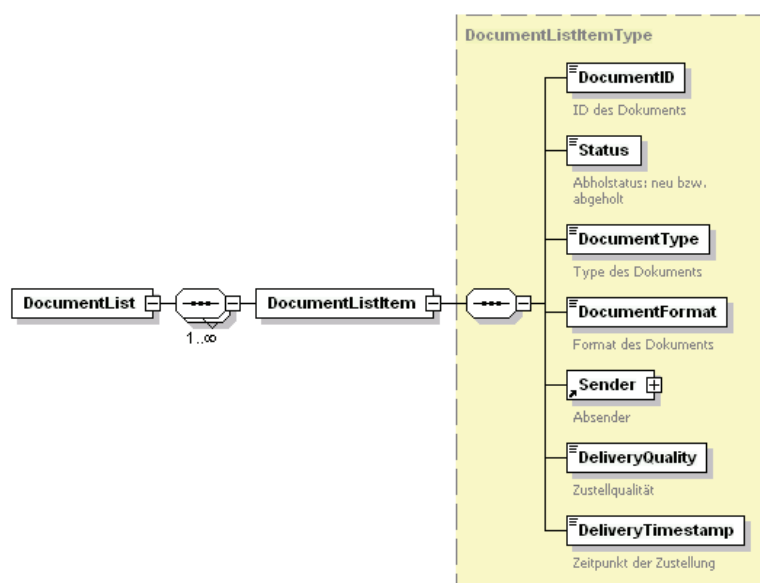 DocumentListItemType
DocumentID
ID des Dokuments
Status
Abholstatus: neu bzw.
abgeholt
DocumentType
Type des Dokuments
DocumentList
1..∞
DocumentListItem
DocumentFormat
Format des Dokuments
Sender
Absender
DeliveryQuality
Zustellqualität
DeliveryTimestamp
Zeitpunkt der Zustellung